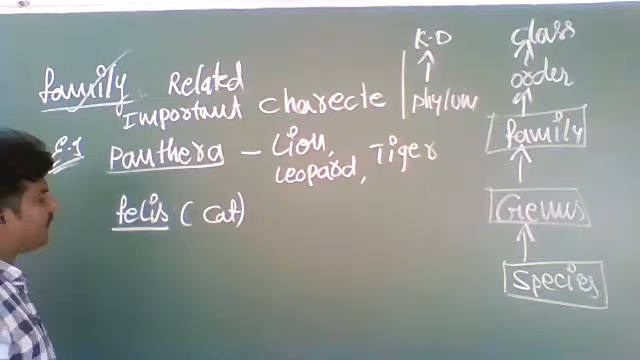 Family Related
Important Charecte
E.g Panthera – Lion,
Leopard, Tiger
Felis (Cat)
K.D
Phylum
Class
order
Family
Genus
Species